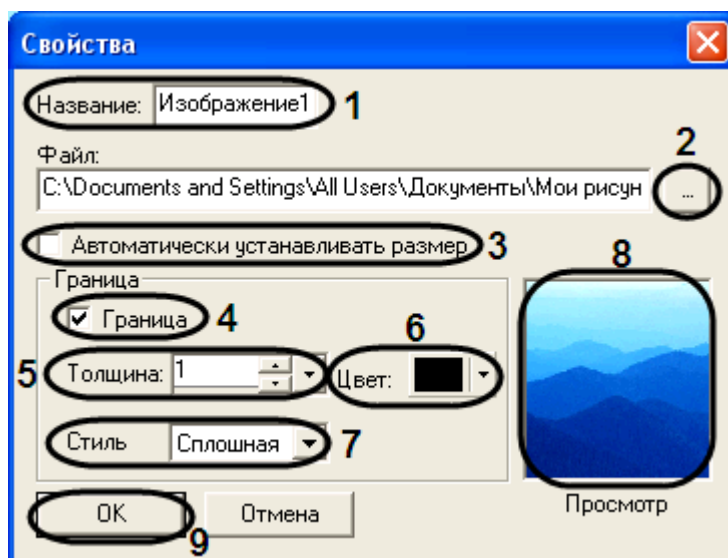 Свойства
Название: Изображение1 1
Файл: 2
C:\Documents and Settings\All Users\Документы\Мои рисун ...
Автоматически устанавливать размер 3
8
Граница
Граница 4
6
5 Толщина: 1 Цвет:
Стиль Сплошная 7
Просмотр
OK Отмена
9